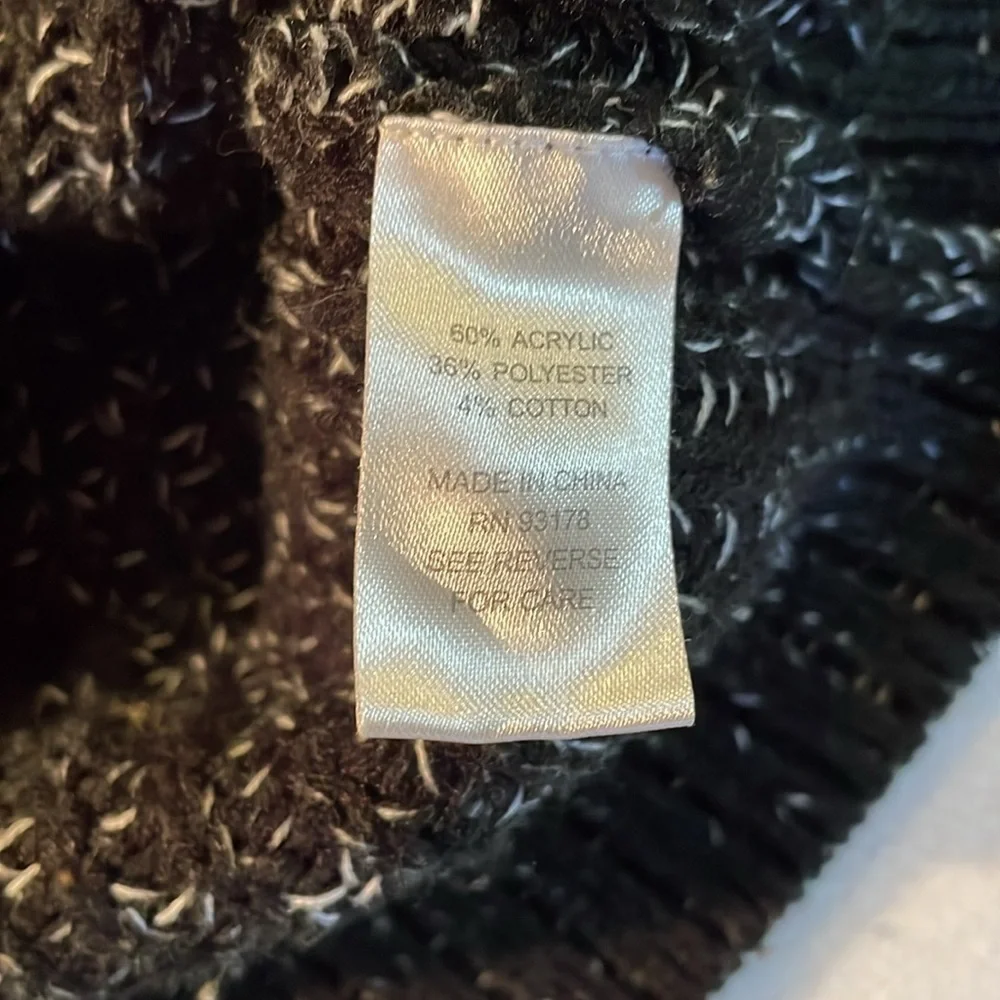 60% ACRYLIC
36% POLYESTER
4% COTTON
MADE IN CHINA
RN 93178
SEE REVERSE
FOR CARE